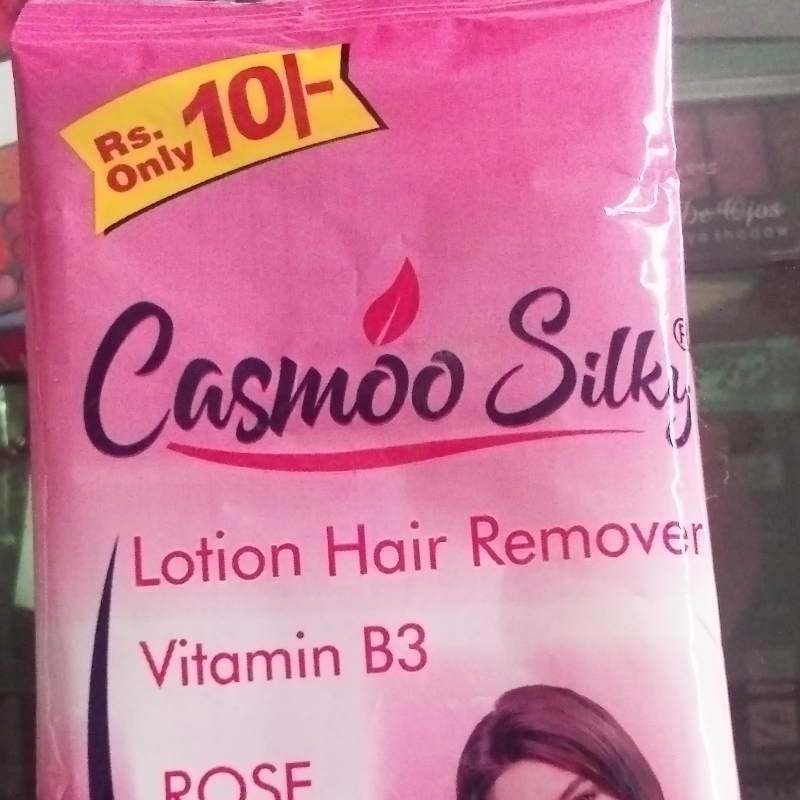 Rs.
Only 10/-
Casmoo Silky®
Lotion Hair Remover
Vitamin B3
ROSE